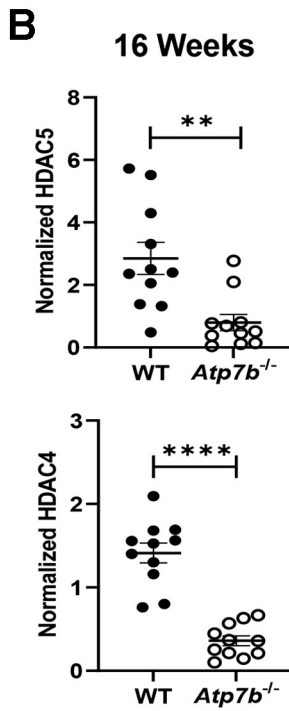 B
16 Weeks
Normalized HDAC5
8
6
4
2
0
**
WT
Atp7b-/-
Normalized HDAC4
3
2
1
0
****
WT
Atp7b-/-